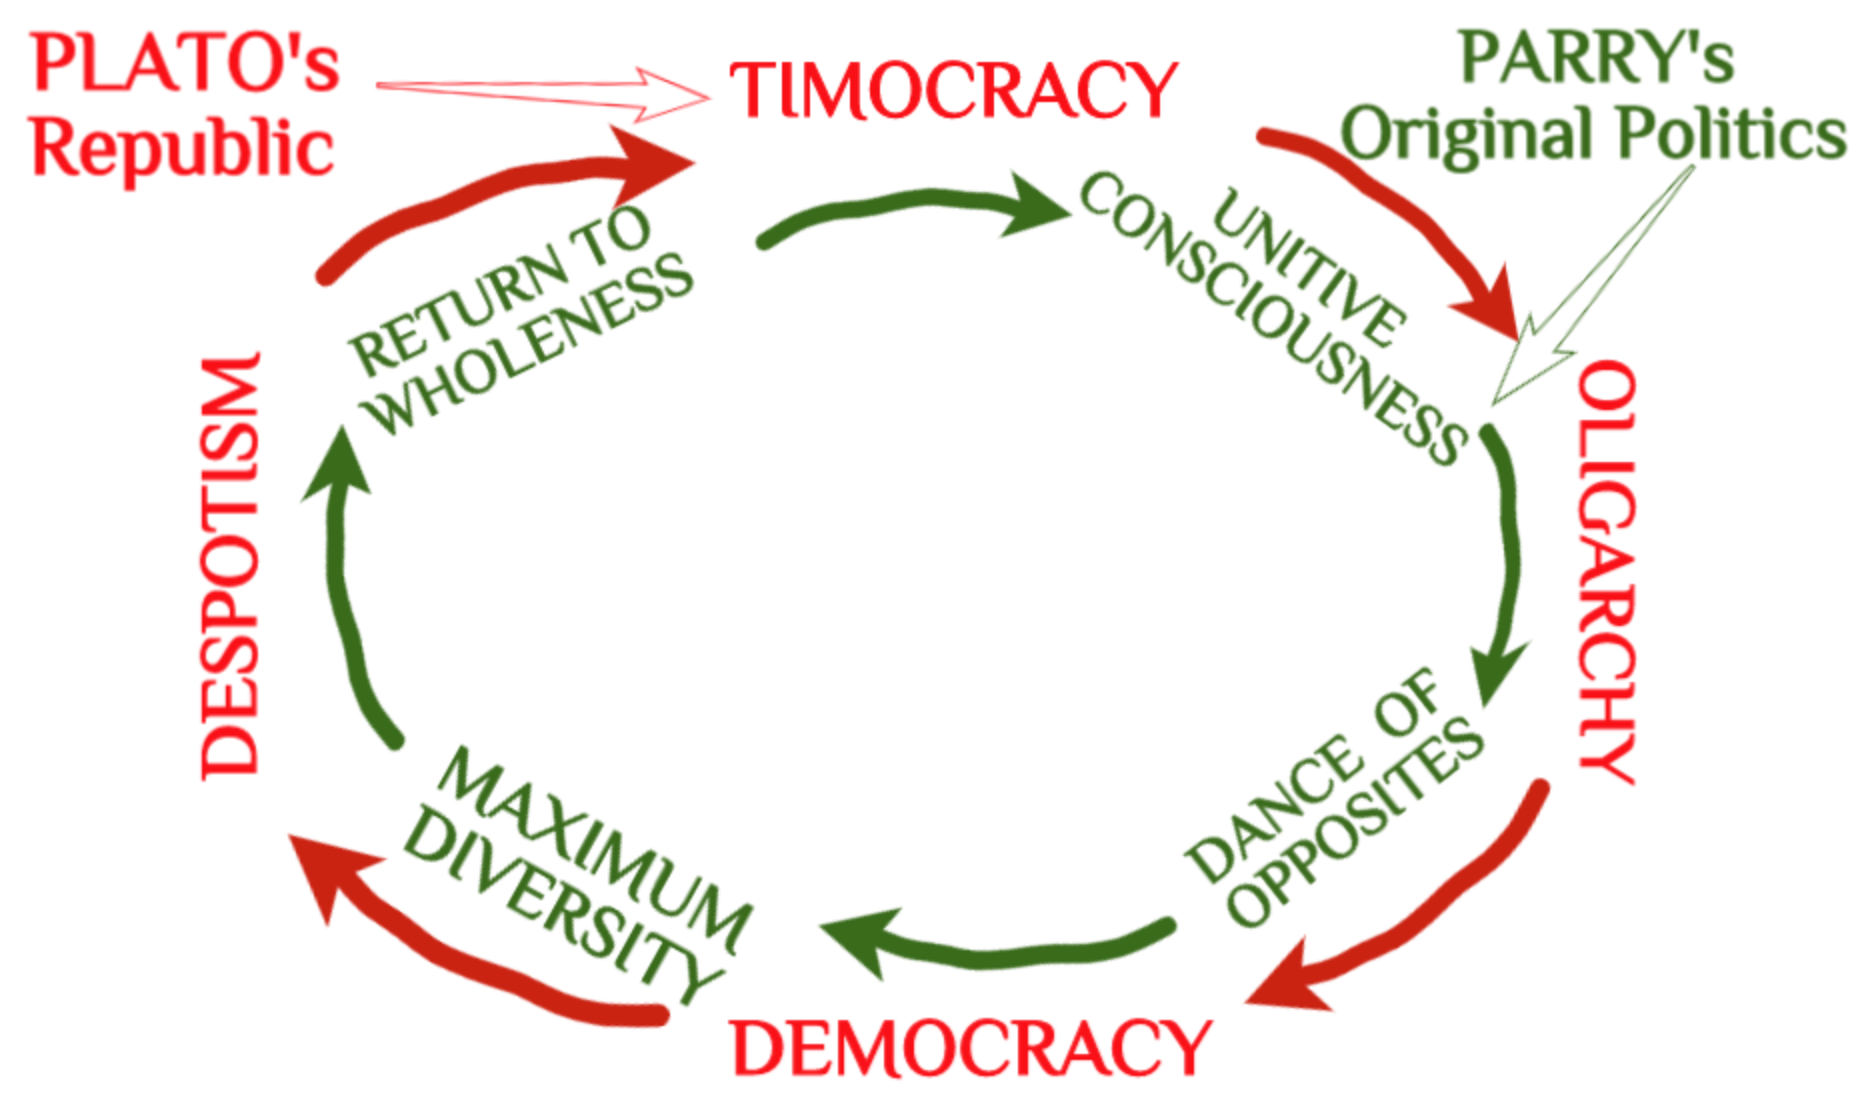 PLATO's
Republic
TIMOCRACY
PARRY's
Original Politics
UNITIVE
CONSCIOUSNESS
OLIGARCHY
DANCE OF
OPPOSITES
DEMOCRACY
MAXIMUM
DIVERSITY
DESPOTISM
RETURN TO
WHOLENESS